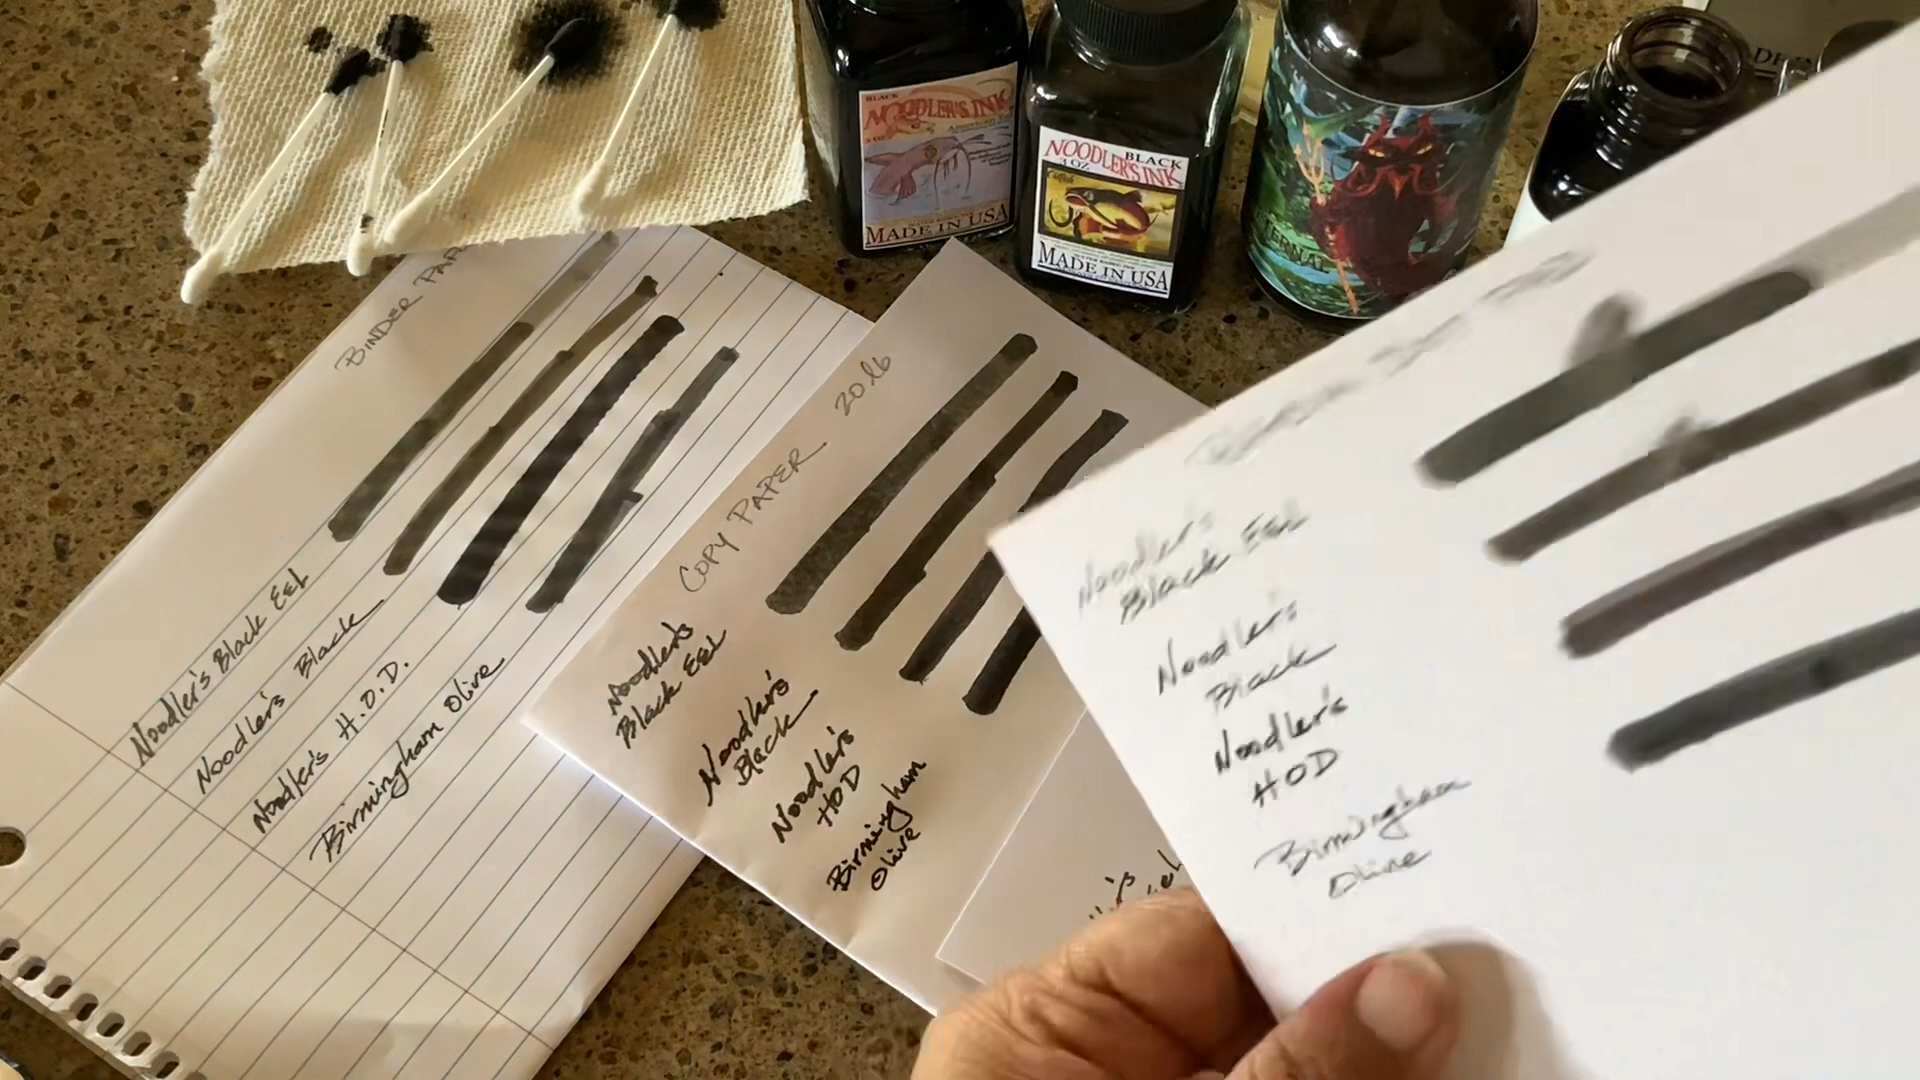 BLACK
NOODLER'S INK
MADE IN USA
BLACK
NOODLER'S INK
3 OZ
MADE IN USA
BINDER
Noodler's Black EEL
Noodler's Black
Noodler's H.O.D.
Birmingham Olive
COPY PAPER 20 lb
Noodler's
Black EEL
Noodler's
Black
Noodler's
HOD
Birmingham
Olive
Noodler's
Black EEL
Noodler's
Black
Noodler's
HOD
Birmingham
Olive